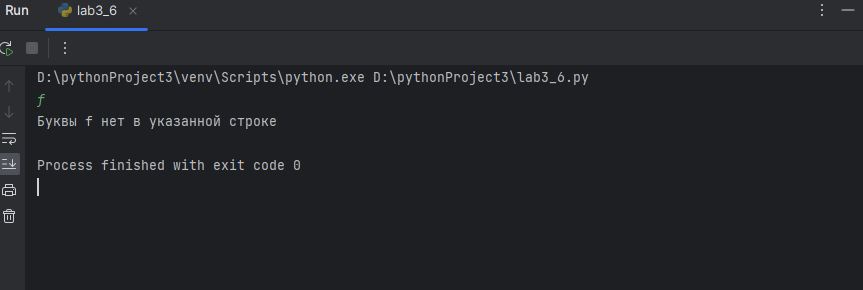 Run lab3_6
D:\pythonProject3\venv\Scripts\python.exe D:\pythonProject3\lab3_6.py
f
Буквы f нет в указанной строке
Process finished with exit code 0